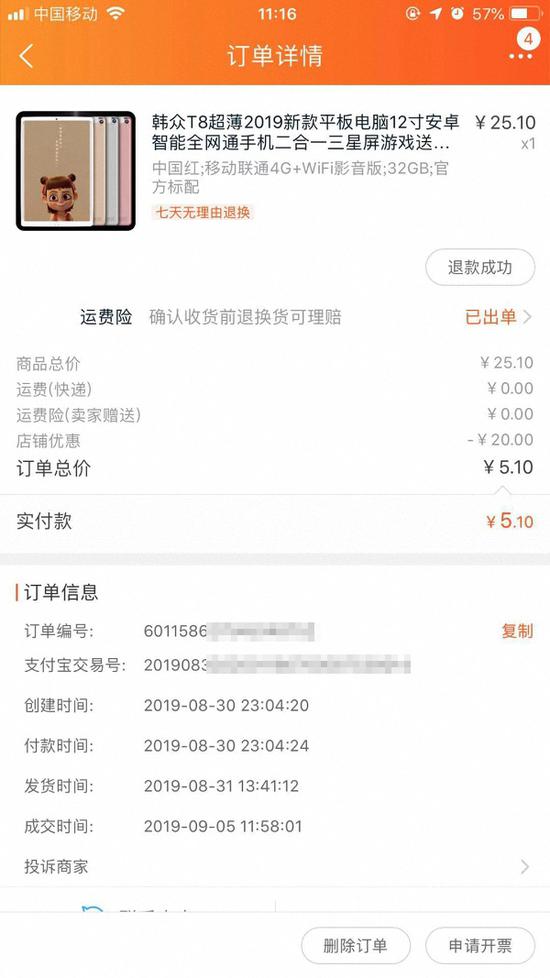 中国移动
11:16
57%
订单详情
4
韩众T8超薄2019新款平板电脑12寸安卓
智能全网通手机二合一三星屏游戏送...
￥25.10
x1
中国红;移动联通4G+WiFi影音版;32GB;官
方标配
七天无理由退换
退款成功
运费险 确认收货前退换货可理赔 已出单
商品总价 ￥25.10
运费(快递) ￥0.00
运费险(卖家赠送) ￥0.00
店铺优惠 -￥20.00
订单总价 ￥5.10
实付款 ￥5.10
订单信息
订单编号: 6011586 复制
支付宝交易号: 2019083
创建时间: 2019-08-30 23:04:20
付款时间: 2019-08-30 23:04:24
发货时间: 2019-08-31 13:41:12
成交时间: 2019-09-05 11:58:01
投诉商家
删除订单 申请开票